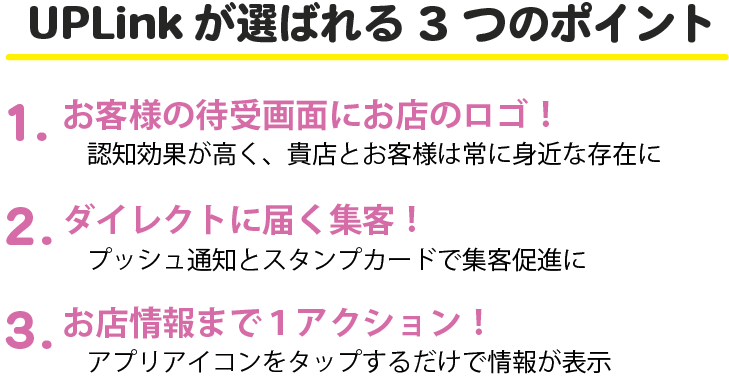 UPLinkが選ばれる3つのポイント
1. お客様の待受画面にお店のロゴ！
認知効果が高く、貴店とお客様は常に身近な存在に
2. ダイレクトに届く集客！
プッシュ通知とスタンプカードで集客促進に
3. お店情報まで１アクション！
アプリアイコンをタップするだけで情報が表示